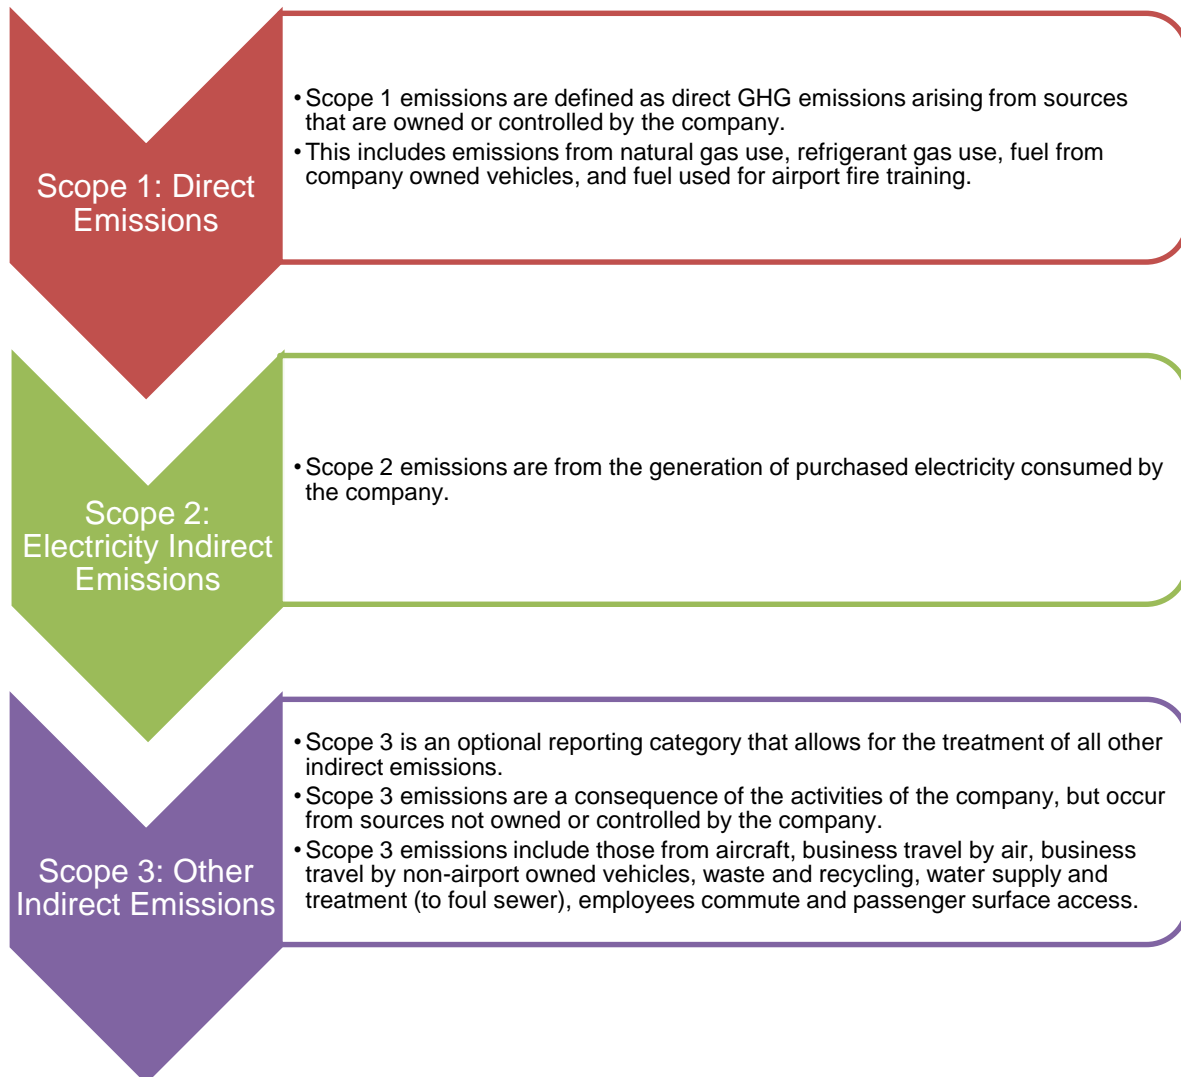 Scope 1: Direct
Emissions
• Scope 1 emissions are defined as direct GHG emissions arising from sources
that are owned or controlled by the company.
• This includes emissions from natural gas use, refrigerant gas use, fuel from
company owned vehicles, and fuel used for airport fire training.
Scope 2:
Electricity Indirect
Emissions
• Scope 2 emissions are from the generation of purchased electricity consumed by
the company.
Scope 3: Other
Indirect Emissions
• Scope 3 is an optional reporting category that allows for the treatment of all other
indirect emissions.
• Scope 3 emissions are a consequence of the activities of the company, but occur
from sources not owned or controlled by the company.
• Scope 3 emissions include those from aircraft, business travel by air, business
travel by non-airport owned vehicles, waste and recycling, water supply and
treatment (to foul sewer), employees commute and passenger surface access.